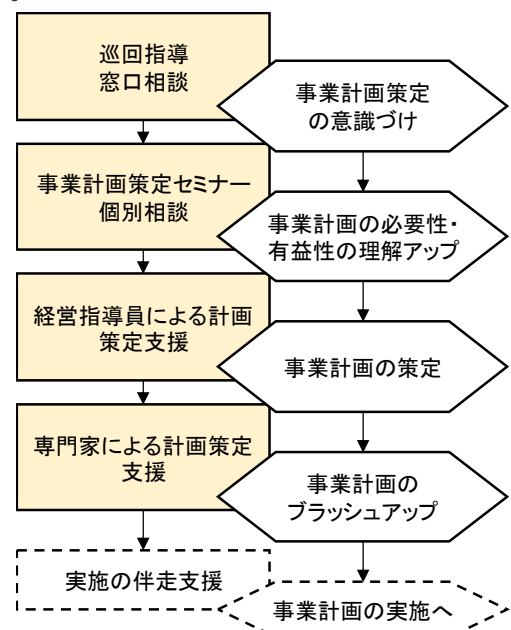 巡回指導
窓口相談
事業計画策定
の意識づけ
事業計画策定セミナー
個別相談
事業計画の必要性・
有益性の理解アップ
経営指導員による計画
策定支援
事業計画の策定
専門家による計画策定
支援
事業計画の
ブラッシュアップ
実施の伴走支援
事業計画の実施へ